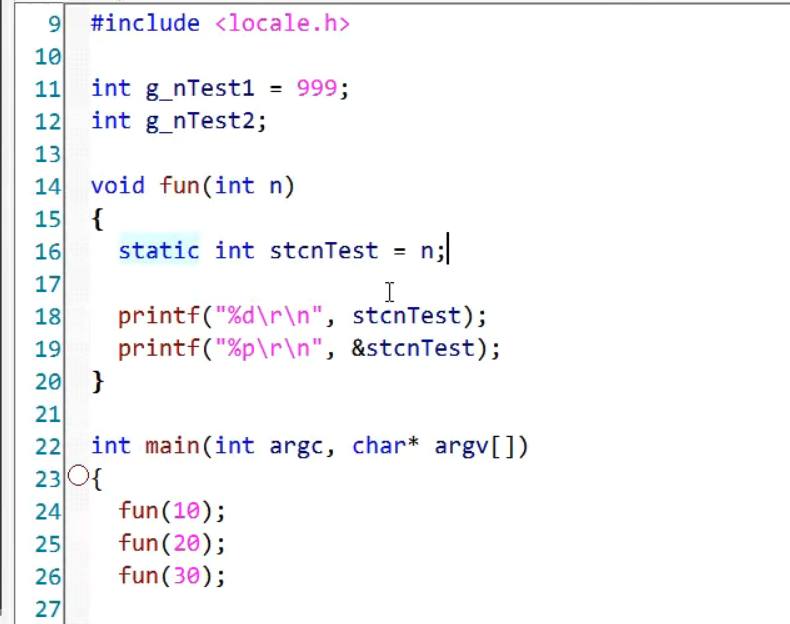 9 #include <locale.h>
10
11 int g_nTest1 = 999;
12 int g_nTest2;
13
14 void fun(int n)
15 {
16 static int stcnTest = n;
17
18 printf("%d\r\n", stcnTest);
19 printf("%p\r\n", &stcnTest);
20 }
21
22 int main(int argc, char* argv[])
23 {
24 fun(10);
25 fun(20);
26 fun(30);
27